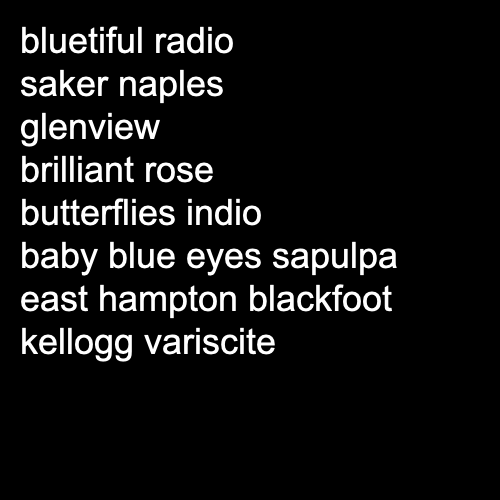 bluetiful radio
saker naples
glenview
brilliant rose
butterflies indio
baby blue eyes sapulpa
east hampton blackfoot
kellogg variscite